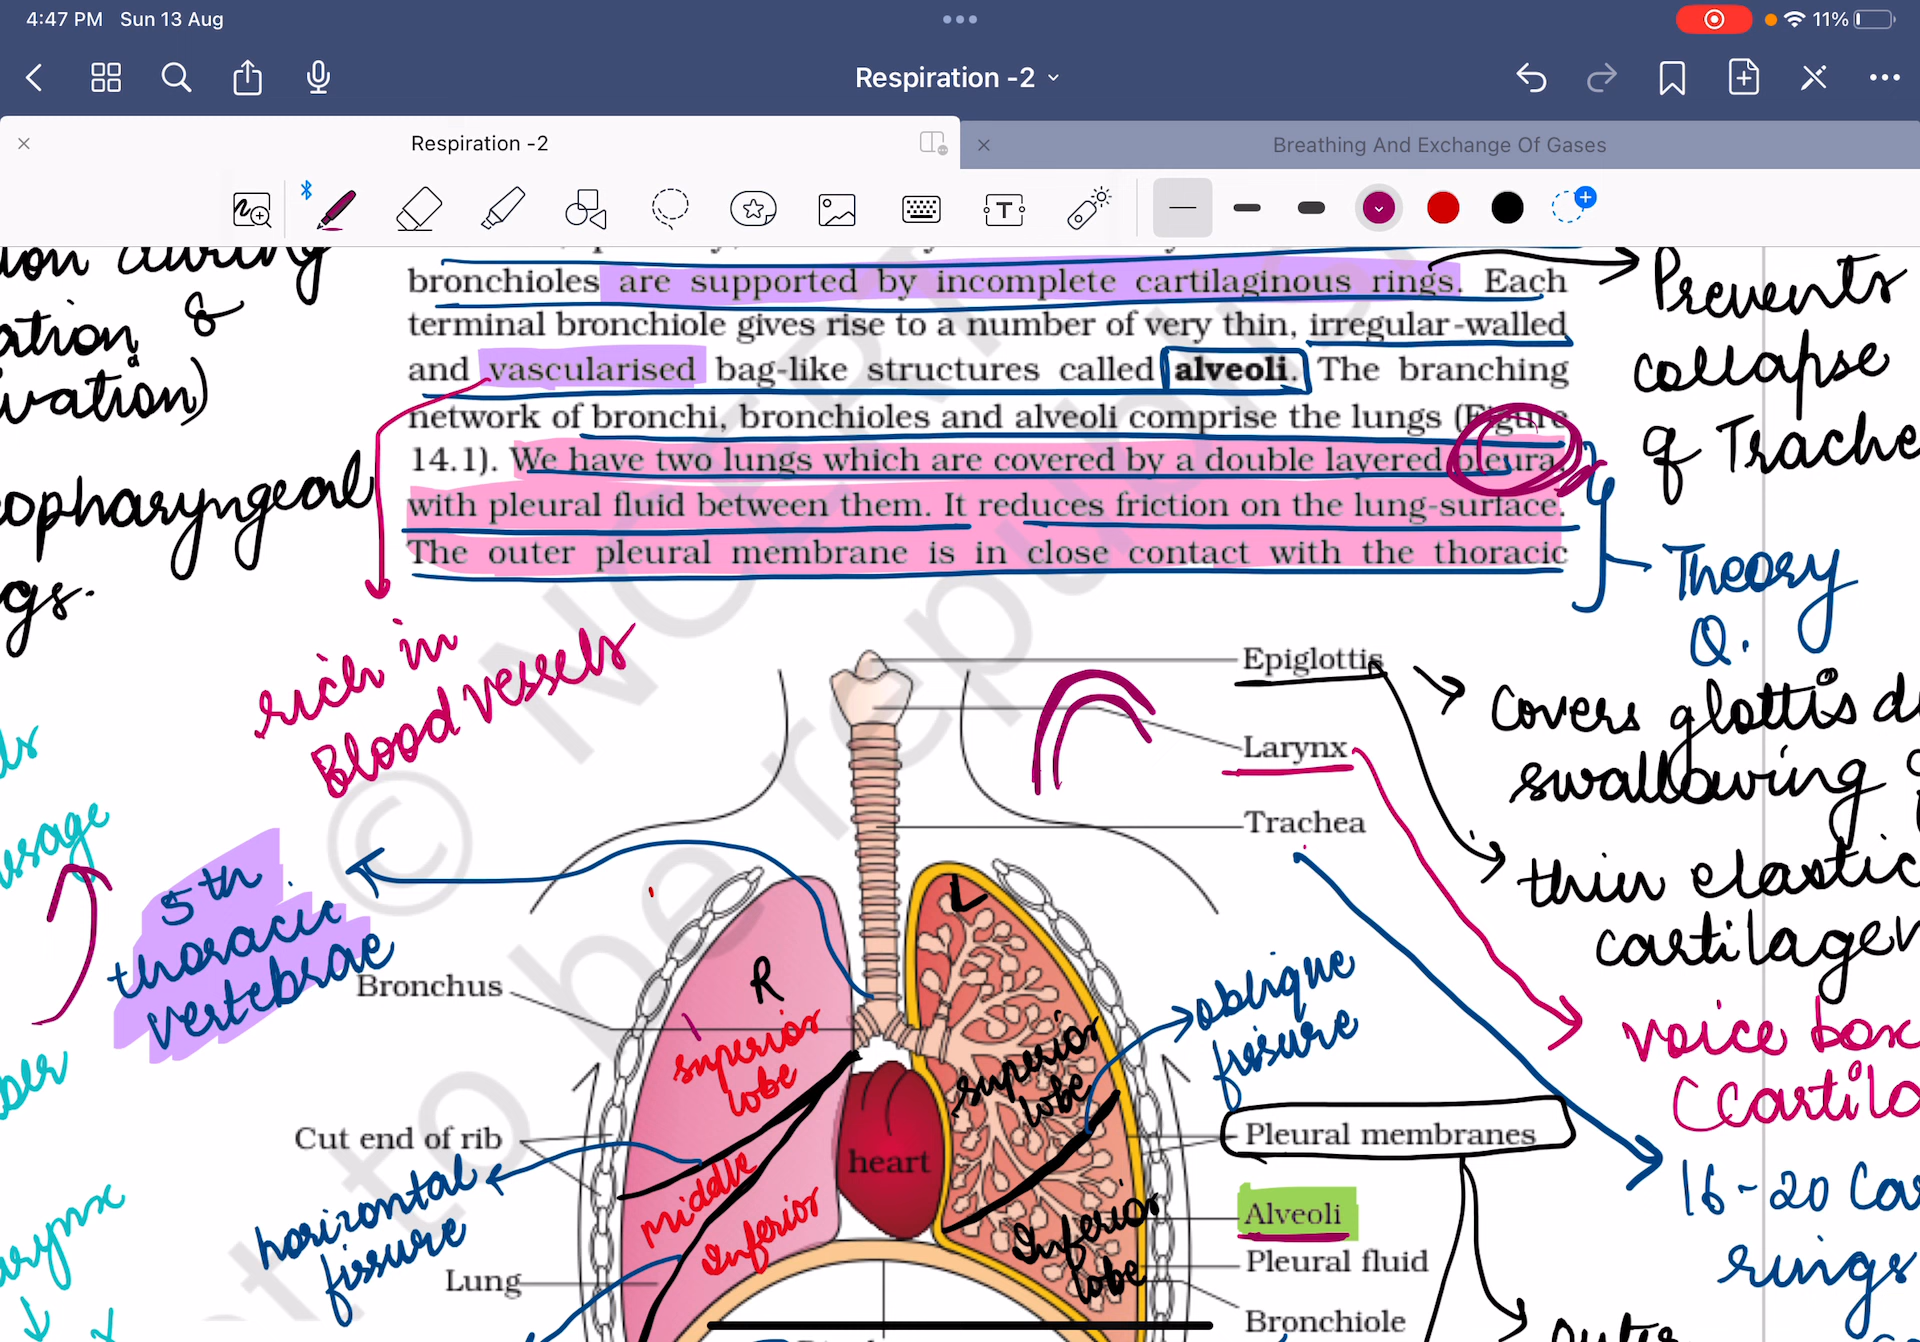 4:47 PM Sun 13 Aug
11%
Respiration -2
Respiration -2
Breathing And Exchange Of Gases
bronchioles are supported by incomplete cartilaginous rings. Each
terminal bronchiole gives rise to a number of very thin, irregular-walled
and vascularised bag-like structures called alveoli. The branching
network of bronchi, bronchioles and alveoli comprise the lungs (Figure
14.1). We have two lungs which are covered by a double layered pleura,
with pleural fluid between them. It reduces friction on the lung-surface.
The outer pleural membrane is in close contact with the thoracic
Prevents
collapse
of Trache
Theory
Q.
rich in
Blood vessels
Epiglottis
Covers glottis
swallowing
Larynx
Trachea
thin elastic
cartilage
5th
thoracic
vertebrae
Bronchus
R
superior
lobe
L
superior
lobe
oblique
fissure
voice box
Cut end of rib
horizontal
fissure
middle
Inferior
heart
Inferior
lobe
Pleural membranes
16-20
rings
Alveoli
Lung
Pleural fluid
Bronchiole
© NCERT
to be republis